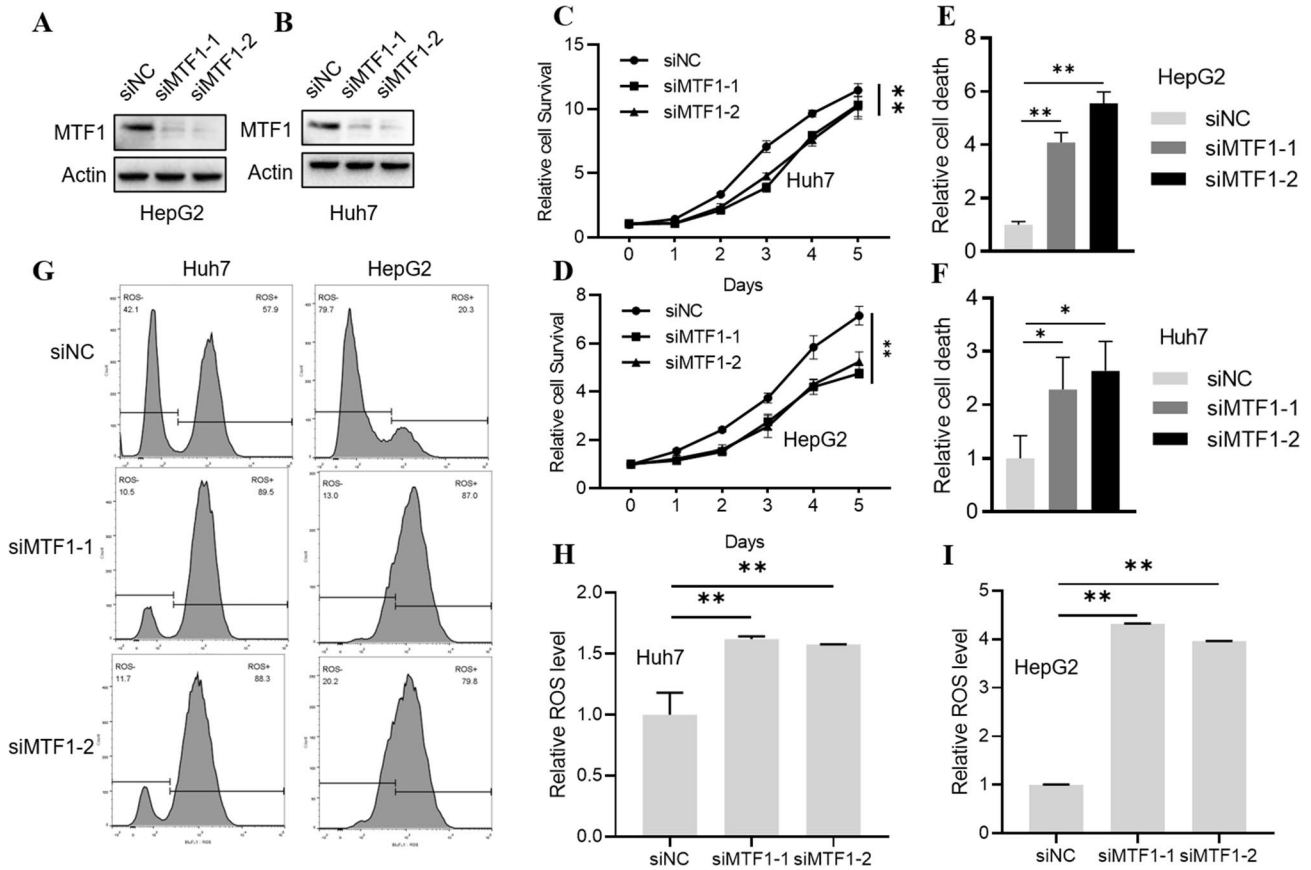 A
siNC
siMTF1-1
siMTF1-2
MTF1
Actin
HepG2
B
siNC
siMTF1-1
siMTF1-2
MTF1
Actin
Huh7
C
Relative cell Survival
15
10
5
0
siNC
siMTF1-1
siMTF1-2
**
Huh7
0 1 2 3 4 5
Days
D
Relative cell Survival
8
6
4
2
0
siNC
siMTF1-1
siMTF1-2
**
HepG2
0 1 2 3 4 5
Days
E
Relative cell death
8
6
4
2
0
**
**
HepG2
siNC
siMTF1-1
siMTF1-2
F
Relative cell death
4
3
2
1
0
*
*
Huh7
siNC
siMTF1-1
siMTF1-2
G
Huh7 HepG2
siNC
ROS- ROS+
42.1 57.9
ROS- ROS+
79.7 20.3
siMTF1-1
ROS- ROS+
10.5 89.5
ROS- ROS+
13.0 87.0
siMTF1-2
ROS- ROS+
11.7 88.3
ROS- ROS+
20.2 79.8
H
Relative ROS level
2.0
1.5
1.0
0.5
0.0
**
**
Huh7
siNC siMTF1-1 siMTF1-2
I
Relative ROS level
5
4
3
2
1
0
**
**
HepG2
siNC siMTF1-1 siMTF1-2